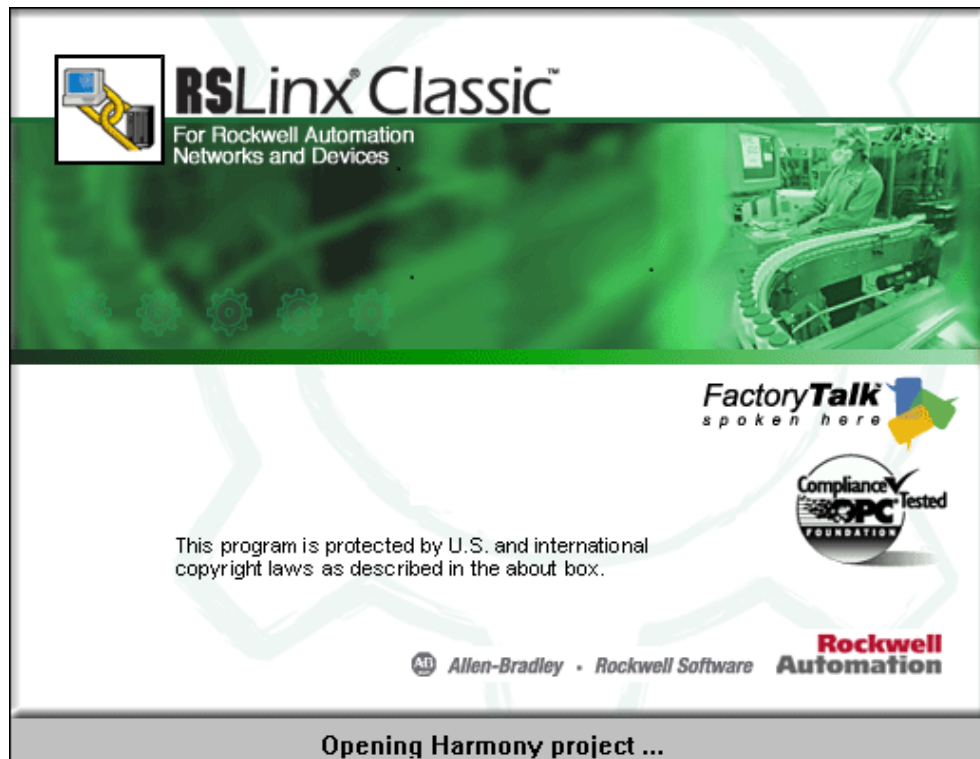 RSLinx® Classic™
For Rockwell Automation
Networks and Devices
FactoryTalk™
spoken here
Compliance Tested
OPC
FOUNDATION
This program is protected by U.S. and international
copyright laws as described in the about box.
AB Allen-Bradley • Rockwell Software
Rockwell
Automation
Opening Harmony project ...